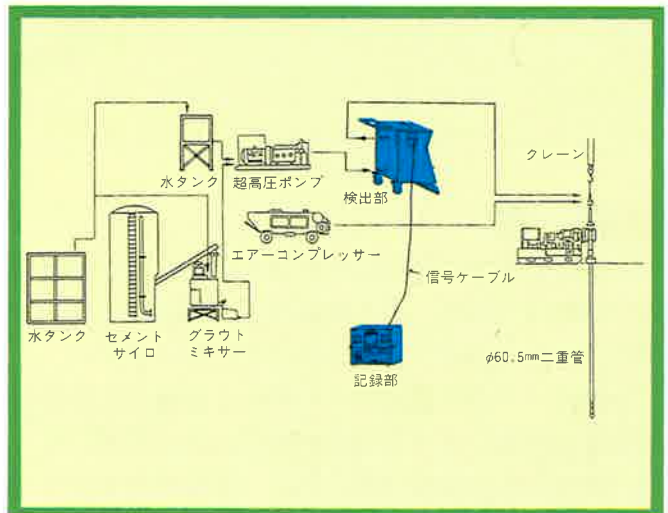 クレーン
水タンク
超高圧ポンプ
検出部
エアーコンプレッサー
信号ケーブル
水タンク
セメント
サイロ
グラウト
ミキサー
φ60.5mm二重管
記録部